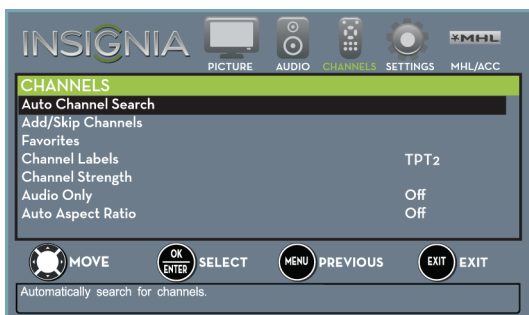 INSIGNIA
PICTURE AUDIO CHANNELS SETTINGS MHL MHL/ACC
CHANNELS
Auto Channel Search
Add/Skip Channels
Favorites
Channel Labels TPT2
Channel Strength
Audio Only Off
Auto Aspect Ratio Off
MOVE OK ENTER SELECT MENU PREVIOUS EXIT EXIT
Automatically search for channels.